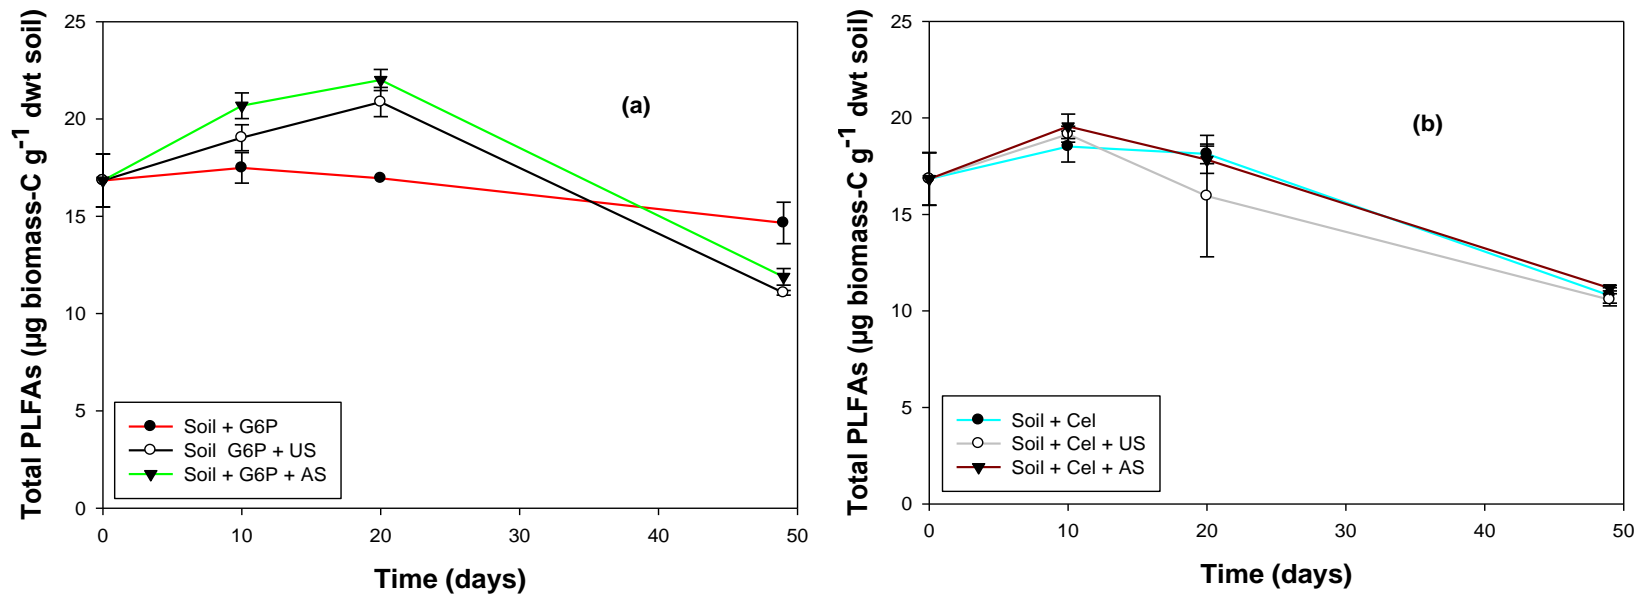 Total PLFAs (µg biomass-C g-1 dwt soil)
25
20
15
10
5
0
(a)
Soil + G6P
Soil  G6P + US
Soil + G6P + AS
0 10 20 30 40 50
Time (days)
Total PLFAs (µg biomass-C g-1 dwt soil)
25
20
15
10
5
0
(b)
Soil + Cel
Soil + Cel + US
Soil + Cel + AS
0 10 20 30 40 50
Time (days)